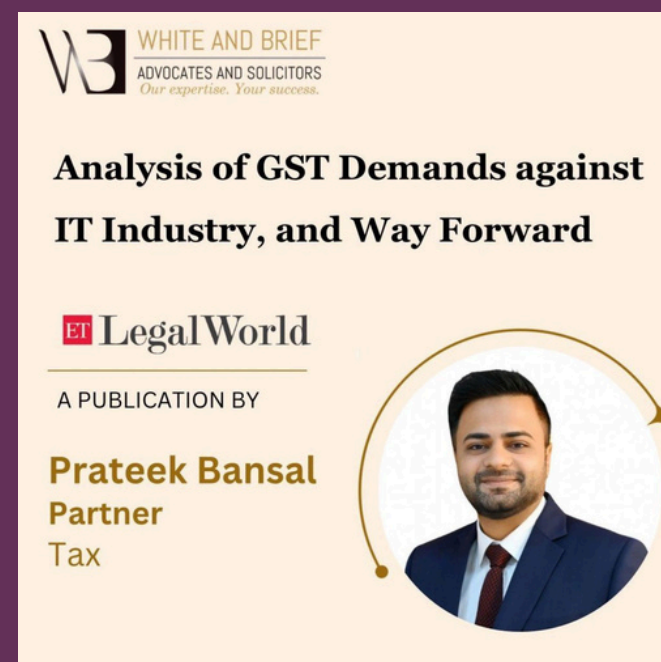 WB
WHITE AND BRIEF
ADVOCATES AND SOLICITORS
Our expertise. Your success.
Analysis of GST Demands against
IT Industry, and Way Forward
ET LegalWorld
A PUBLICATION BY
Prateek Bansal
Partner
Tax